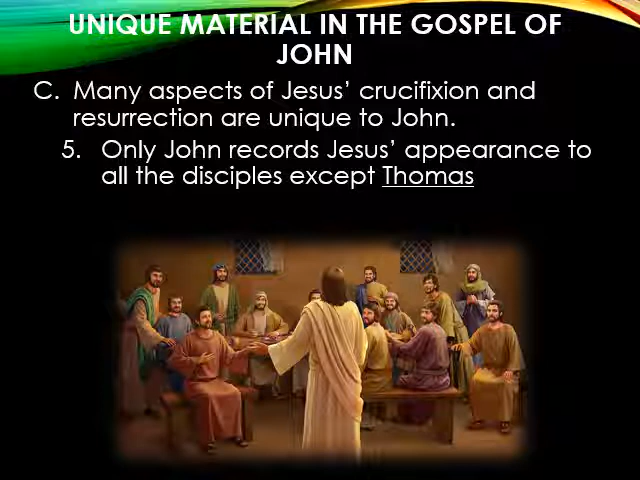 UNIQUE MATERIAL IN THE GOSPEL OF
JOHN
C. Many aspects of Jesus’ crucifixion and
resurrection are unique to John.
5. Only John records Jesus’ appearance to
all the disciples except Thomas